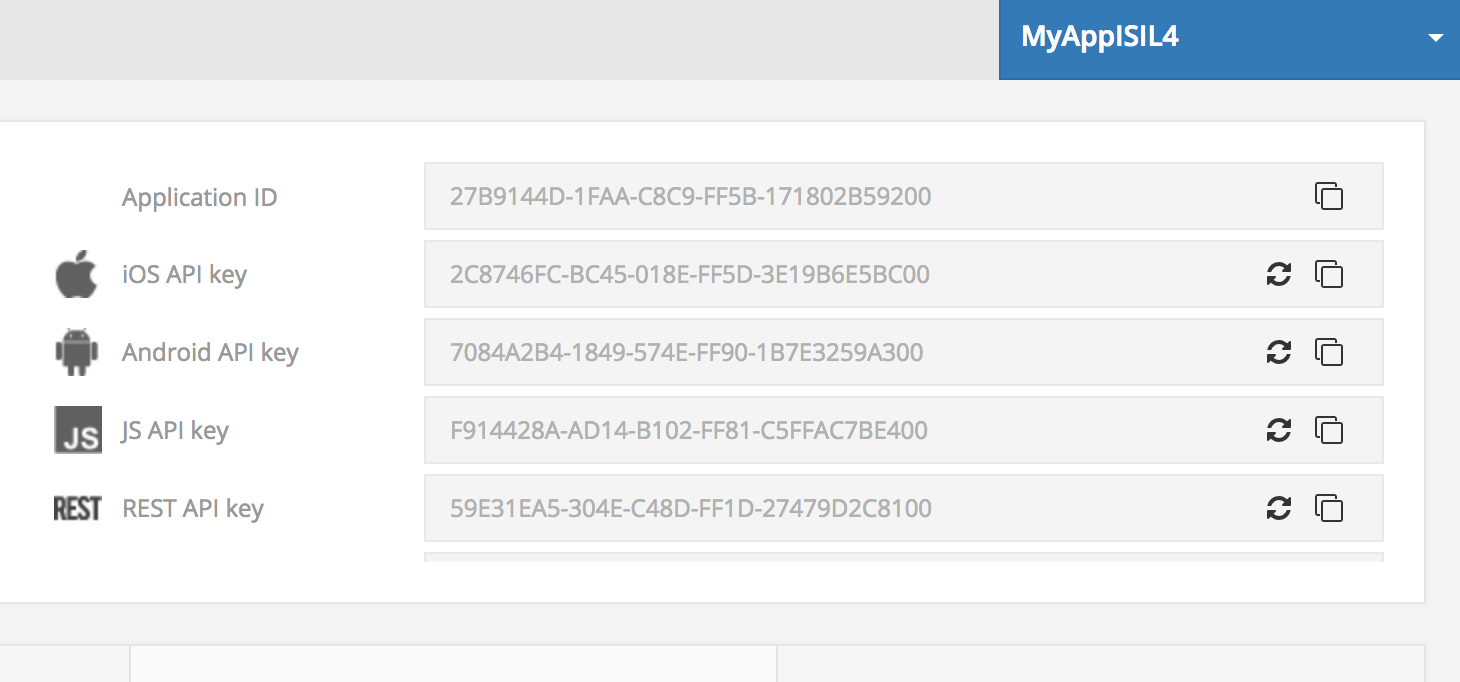 MyAppISIL4
Application ID 27B9144D-1FAA-C8C9-FF5B-171802B59200
iOS API key 2C8746FC-BC45-018E-FF5D-3E19B6E5BC00
Android API key 7084A2B4-1849-574E-FF90-1B7E3259A300
JS JS API key F914428A-AD14-B102-FF81-C5FFAC7BE400
REST REST API key 59E31EA5-304E-C48D-FF1D-27479D2C8100